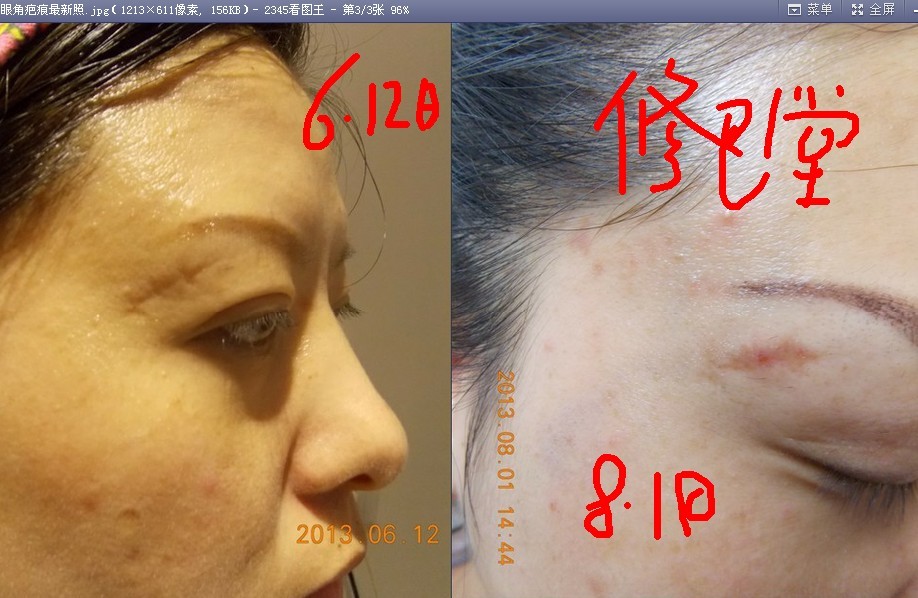 眼角疤痕最新照.jpg(1213×611像素, 156KB) - 2345看图王 - 第3/3张 96%
菜单 全屏
6.12日
修身堂
2013.06.12
2013.08.01 14:44
8.1日